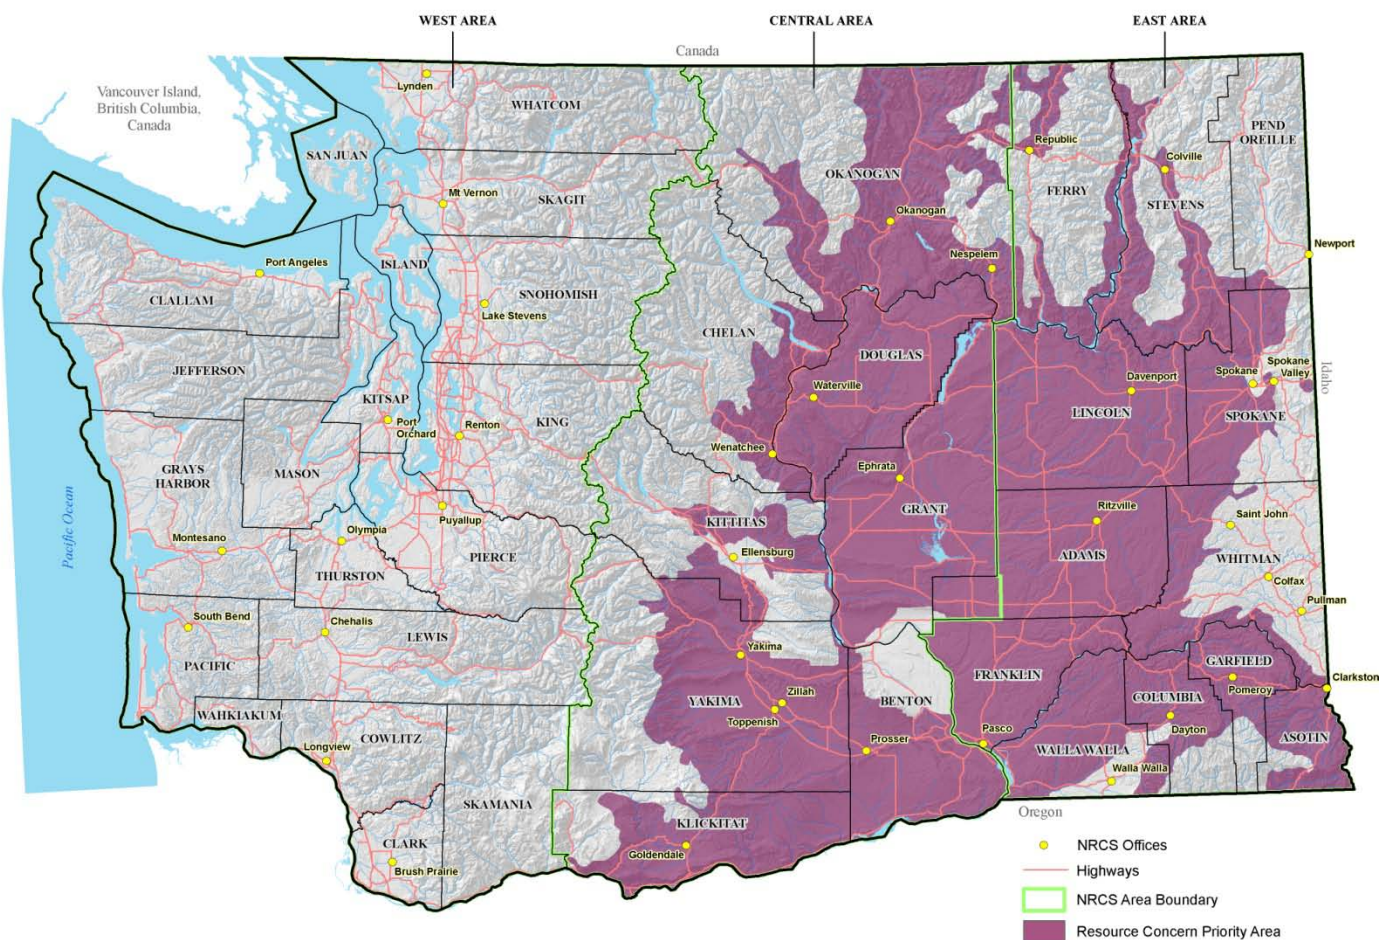 WEST AREA
CENTRAL AREA
EAST AREA
Canada
Vancouver Island,
British Columbia,
Canada
Lynden
WHATCOM
SAN JUAN
Mt Vernon
SKAGIT
ISLAND
Port Angeles
CLALLAM
SNOHOMISH
Lake Stevens
JEFFERSON
KITSAP
Port
Orchard
Renton
KING
GRAYS
HARBOR
MASON
Pacific Ocean
Montesano
Olympia
Puyallup
PIERCE
THURSTON
South Bend
Chehalis
LEWIS
PACIFIC
WAHKIAKUM
COWLITZ
Longview
SKAMANIA
CLARK
Brush Prairie
OKANOGAN
Okanogan
Nespelem
CHELAN
DOUGLAS
Waterville
Wenatchee
Ephrata
GRANT
KITTITAS
Ellensburg
Yakima
YAKIMA
Zillah
Toppenish
BENTON
Prosser
KLICKITAT
Goldendale
Republic
FERRY
Colville
STEVENS
PEND
OREILLE
Newport
Davenport
LINCOLN
Spokane
Spokane
Valley
SPOKANE
Idaho
Ritzville
ADAMS
Saint John
WHITMAN
Colfax
Pullman
FRANKLIN
GARFIELD
Pomeroy
Clarkston
COLUMBIA
Dayton
ASOTIN
Pasco
WALLA WALLA
Walla Walla
Oregon
NRCS Offices
Highways
NRCS Area Boundary
Resource Concern Priority Area